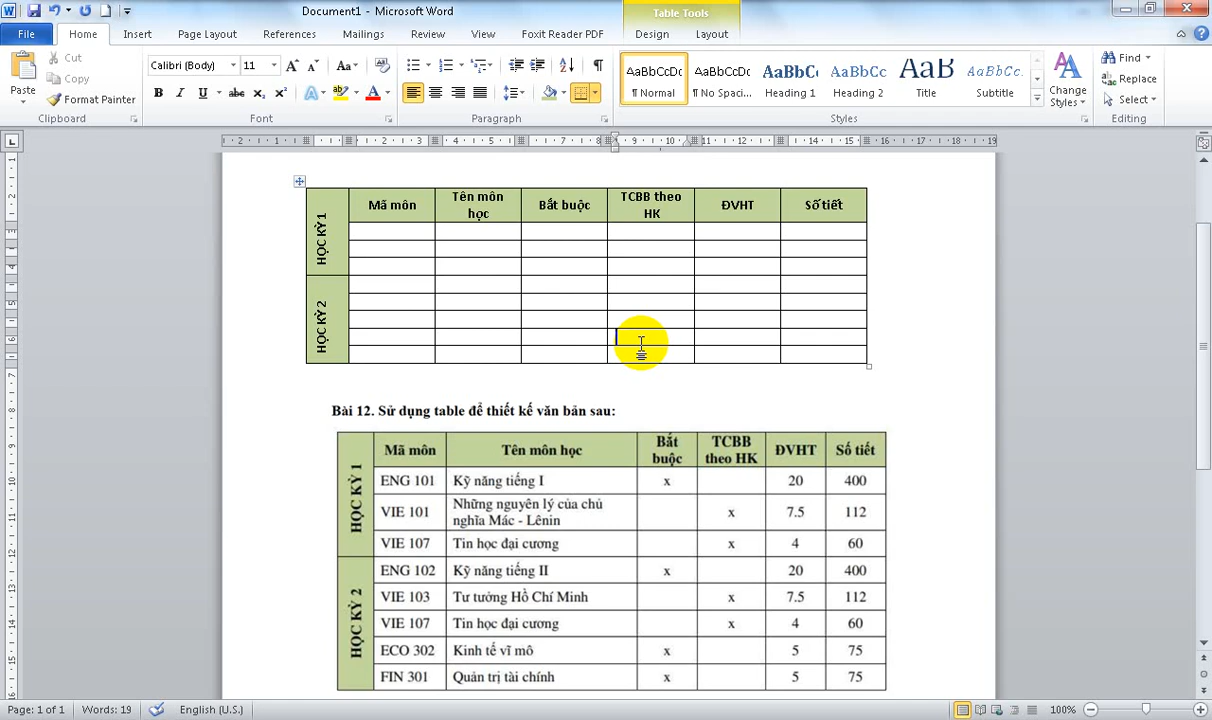 Document1 - Microsoft Word
Table Tools
File Home Insert Page Layout References Mailings Review View Foxit Reader PDF Design Layout
Cut
Copy
Format Painter
Paste
Clipboard
Calibri (Body) 11
Font
Paragraph
AaBbCcDc AaBbCcDc AaBbCc AaBbCc AaB AaBbCc.
¶ Normal ¶ No Spaci... Heading 1 Heading 2 Title Subtitle
Change
Styles
Styles
Find
Replace
Select
Editing
HỌC KỲ 1
Mã môn
Tên môn
học
Bắt buộc
TCBB theo
HK
ĐVHT
Số tiết
HỌC KỲ 2
Bài 12. Sử dụng table để thiết kế văn bản sau:
HỌC KỲ 1
Mã môn
Tên môn học
Bắt
buộc
TCBB
theo HK
ĐVHT
Số tiết
ENG 101 Kỹ năng tiếng I x 20 400
VIE 101 Những nguyên lý của chủ
nghĩa Mác - Lênin x 7.5 112
VIE 107 Tin học đại cương x 4 60
HỌC KỲ 2
ENG 102 Kỹ năng tiếng II x 20 400
VIE 103 Tư tưởng Hồ Chí Minh x 7.5 112
VIE 107 Tin học đại cương x 4 60
ECO 302 Kinh tế vĩ mô x 5 75
FIN 301 Quản trị tài chính x 5 75
Page: 1 of 1 Words: 19 English (U.S.) 100%